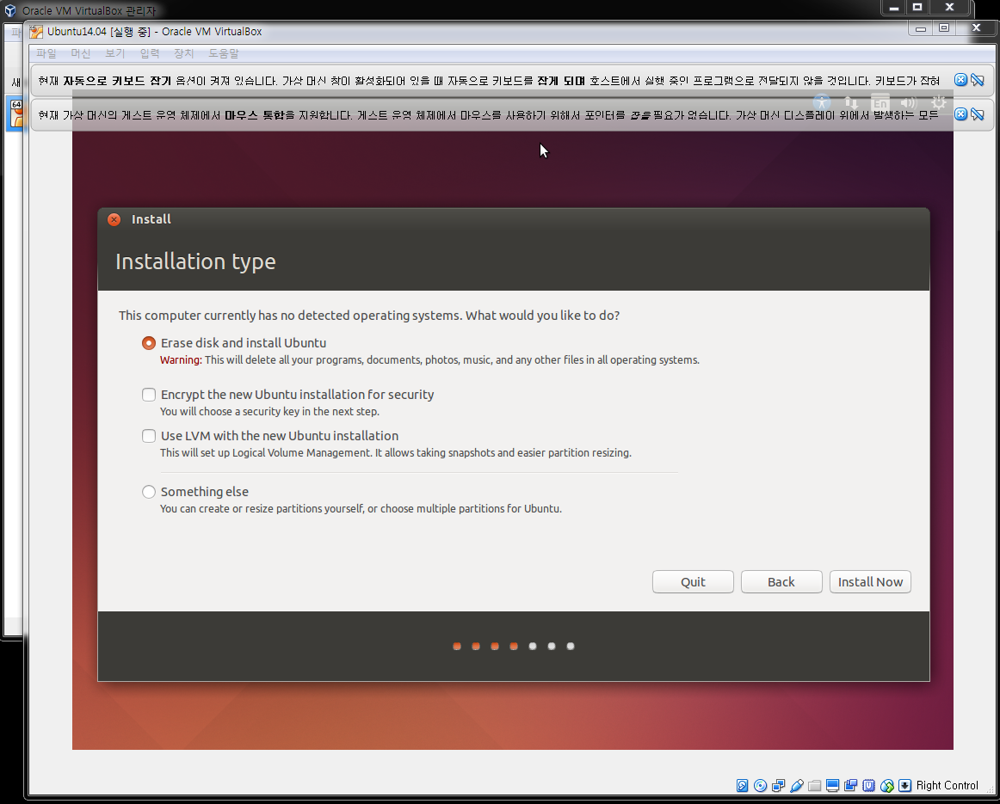 Oracle VM VirtualBox 관리자
Ubuntu14.04 [실행 중] - Oracle VM VirtualBox
파일 머신 보기 입력 장치 도움말
현재 자동으로 키보드 잡기 옵션이 켜져 있습니다. 가상 머신 창이 활성화되어 있을 때 자동으로 키보드를 잡게 되며 호스트에서 실행 중인 프로그램으로 전달되지 않을 것입니다. 키보드가 잡혀
새
En
현재 가상 머신의 게스트 운영 체제에서 마우스 통합을 지원합니다. 게스트 운영 체제에서 마우스를 사용하기 위해서 포인터를 잡을 필요가 없습니다. 가상 머신 디스플레이 위에서 발생하는 모든
64
Install
Installation type
This computer currently has no detected operating systems. What would you like to do?
Erase disk and install Ubuntu
Warning: This will delete all your programs, documents, photos, music, and any other files in all operating systems.
Encrypt the new Ubuntu installation for security
You will choose a security key in the next step.
Use LVM with the new Ubuntu installation
This will set up Logical Volume Management. It allows taking snapshots and easier partition resizing.
Something else
You can create or resize partitions yourself, or choose multiple partitions for Ubuntu.
Quit Back Install Now
Right Control